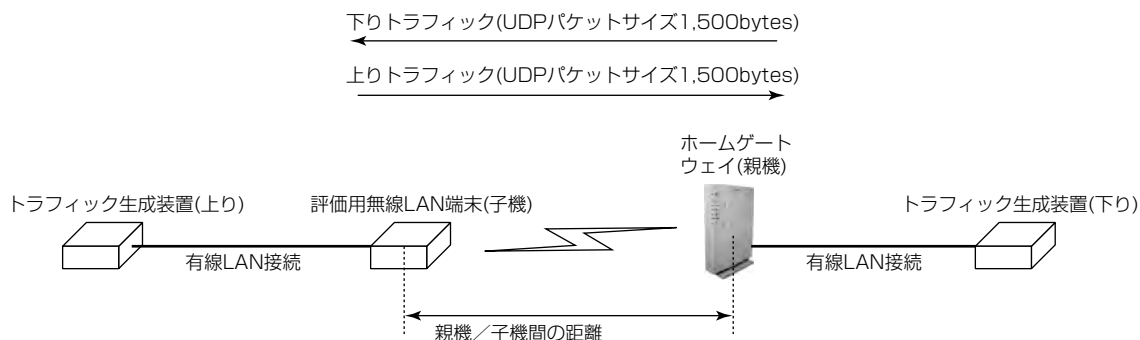 下りトラフィック(UDPパケットサイズ1,500bytes)
上りトラフィック(UDPパケットサイズ1,500bytes)
ホームゲート
ウェイ(親機)
トラフィック生成装置(上り)
評価用無線LAN端末(子機)
トラフィック生成装置(下り)
有線LAN接続
有線LAN接続
親機／子機間の距離